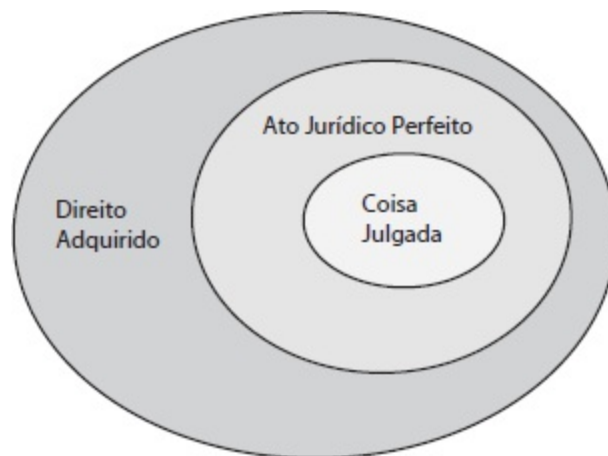 Ato Jurídico Perfeito
Direito
Adquirido
Coisa
Julgada